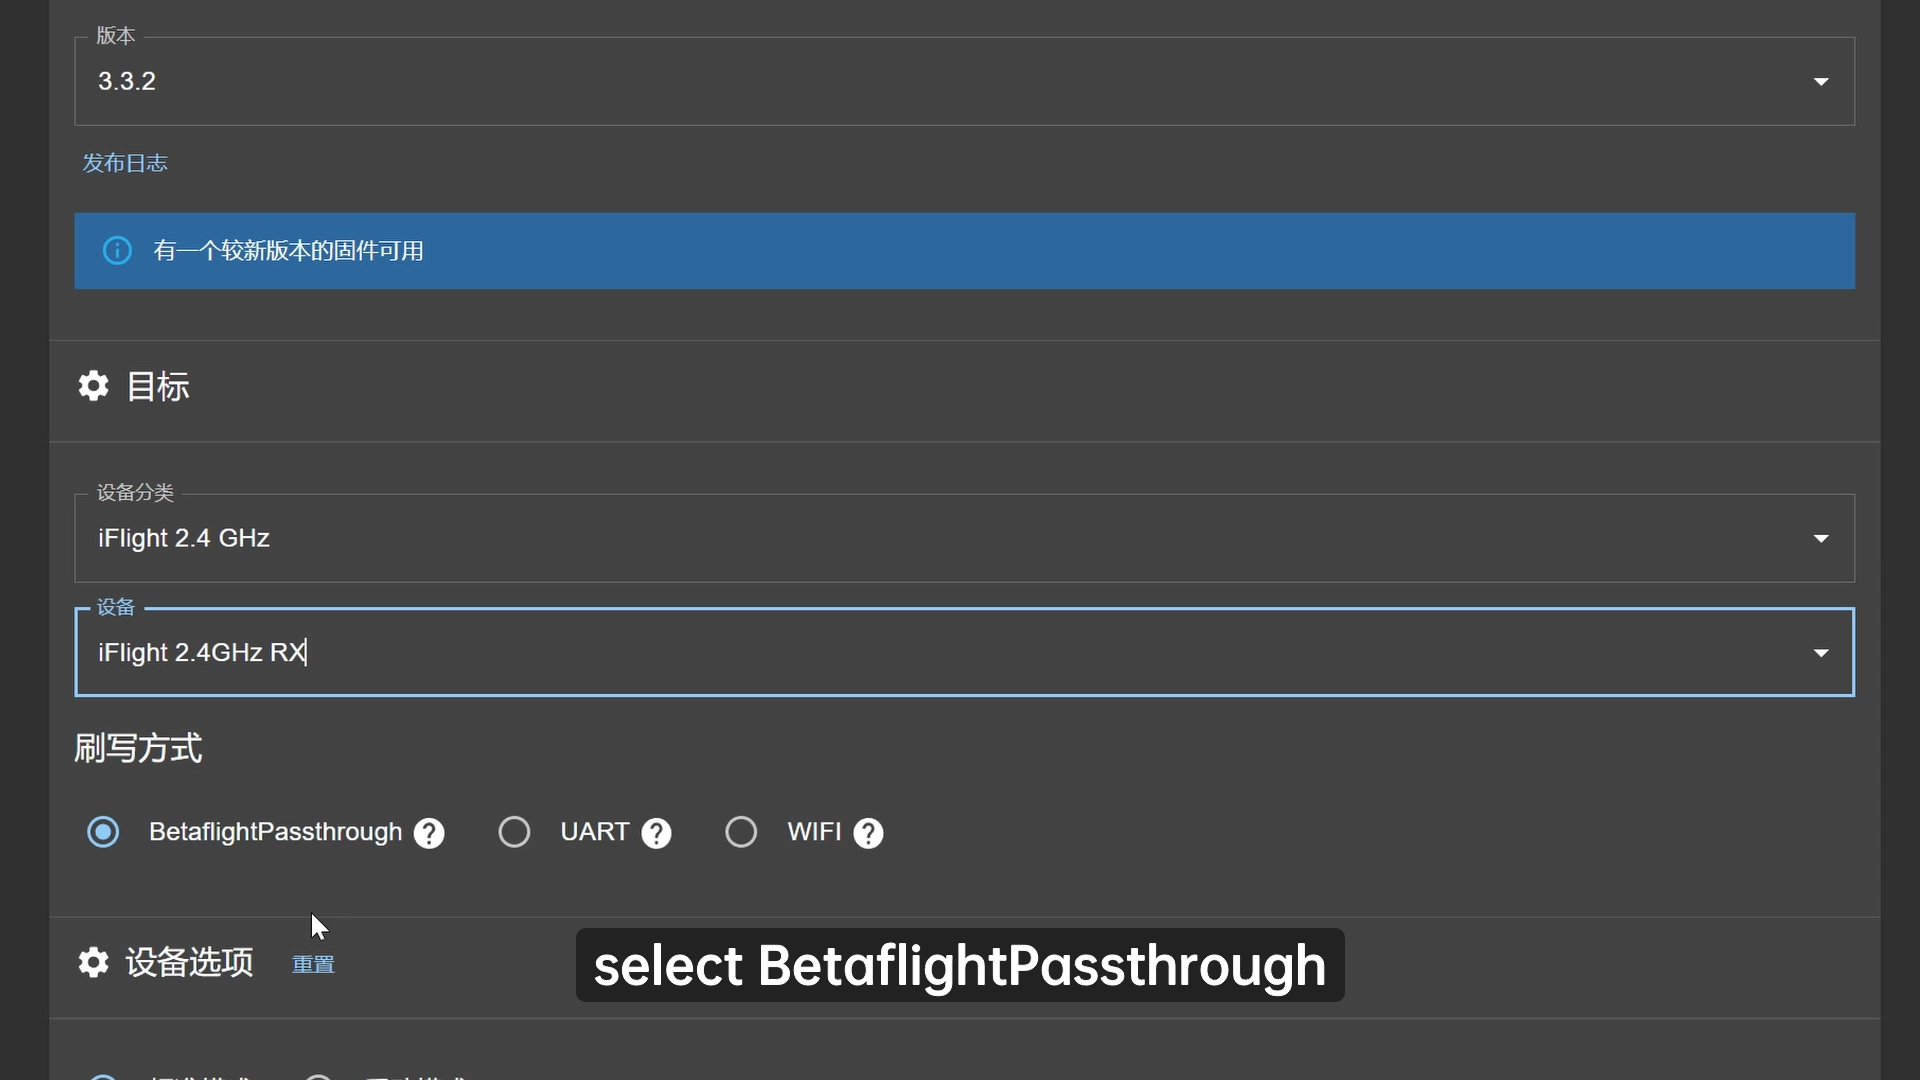 版本
3.3.2
发布日志
有一个较新版本的固件可用
目标
设备分类
iFlight 2.4 GHz
设备
iFlight 2.4GHz RX
刷写方式
BetaflightPassthrough ? UART ? WIFI ?
设备选项 重置
select BetaflightPassthrough